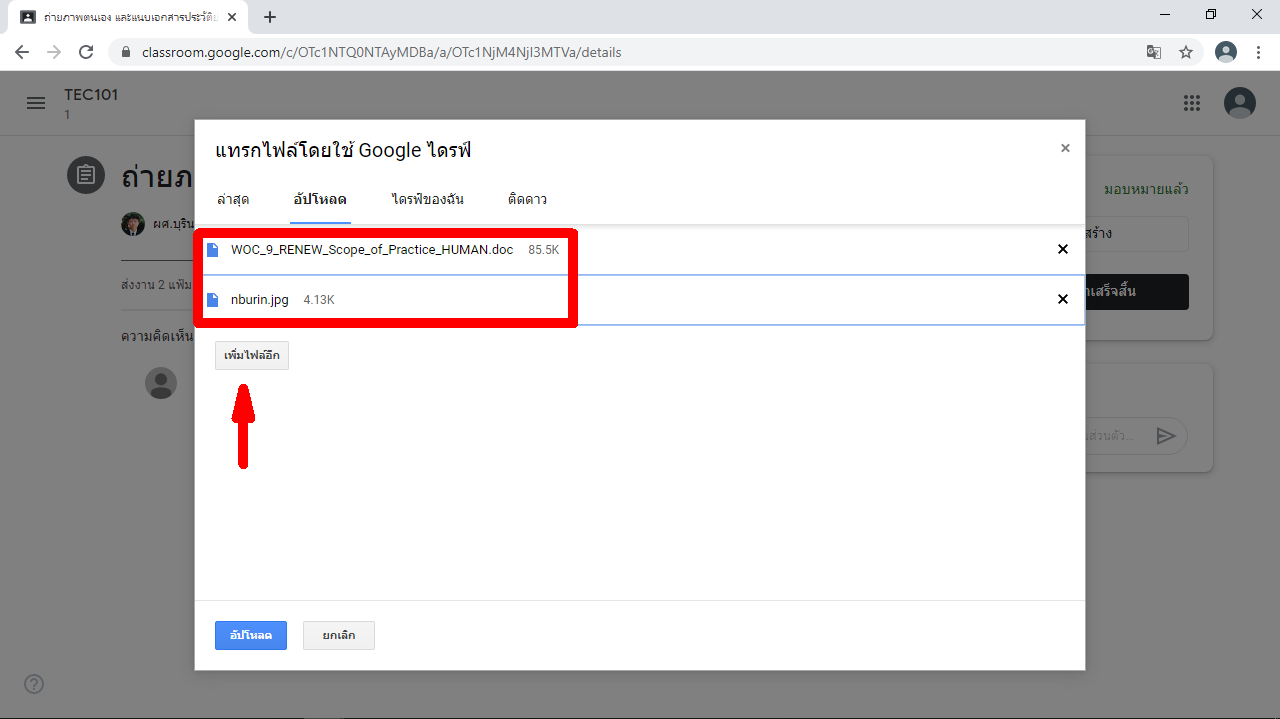 ถ่ายภาพตนเอง และแนบเอกสารประวัติย
classroom.google.com/c/OTc1NTQ0NTAyMDBa/a/OTc1NjM4NjI3MTVa/details
TEC101
1
แทรกไฟล์โดยใช้ Google ไดรฟ์
ล่าสุด อัปโหลด ไดรฟ์ของฉัน ติดดาว
ถ่ายภ
มอบหมายแล้ว
ผศ.บุริน
สร้าง
WOC_9_RENEW_Scope_of_Practice_HUMAN.doc 85.5K
ส่งงาน 2 แฟ้ม
nburin.jpg 4.13K
าเสร็จสิ้น
ความคิดเห็น
เพิ่มไฟล์อีก
นส่วนตัว...
อัปโหลด ยกเลิก